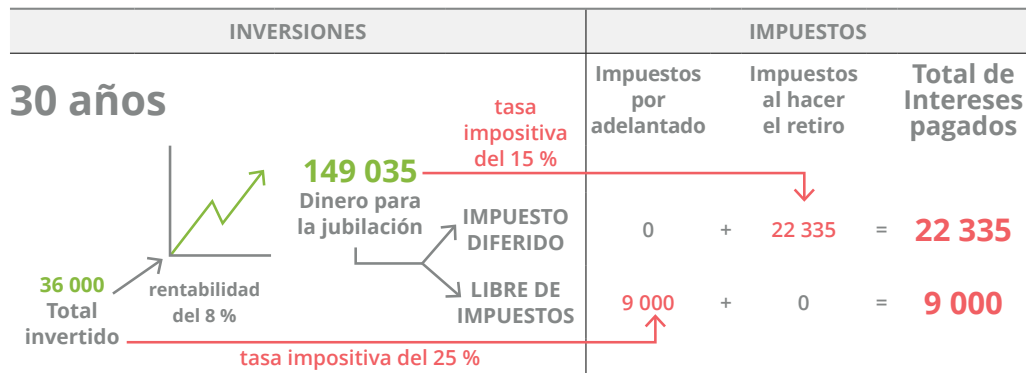 INVERSIONES
IMPUESTOS
30 años
Impuestos
por
adelantado
Impuestos
al hacer
el retiro
Total de
Intereses
pagados
tasa
impositiva
del 15 %
149 035
Dinero para
la jubilación
IMPUESTO
DIFERIDO
0 + 22 335 = 22 335
36 000
Total
invertido
rentabilidad
del 8 %
LIBRE DE
IMPUESTOS
9 000 + 0 = 9 000
tasa impositiva del 25 %